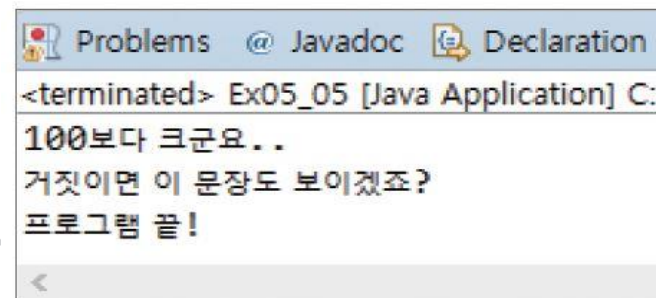 Problems @ Javadoc Declaration
<terminated> Ex05_05 [Java Application] C:
100보다 크군요..
거짓이면 이 문장도 보이겠죠?
프로그램 끝!